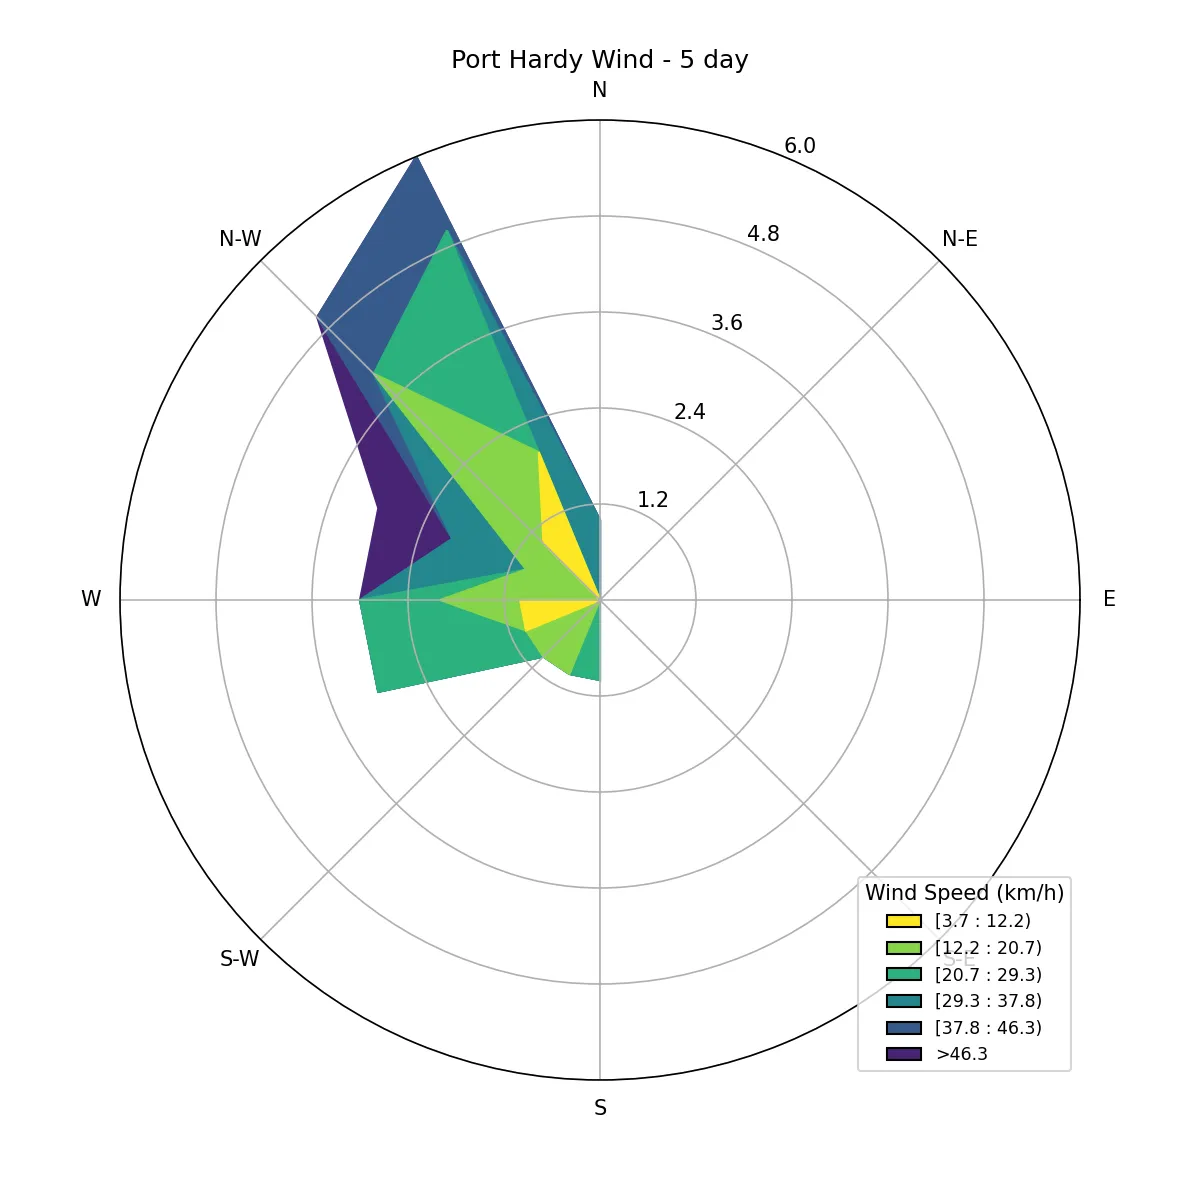 Port Hardy Wind - 5 day
N
6.0
N-W
4.8
N-E
3.6
2.4
1.2
W
E
Wind Speed (km/h)
[3.7 : 12.2)
[12.2 : 20.7)
S-W
S-E
[20.7 : 29.3)
[29.3 : 37.8)
[37.8 : 46.3)
>46.3
S